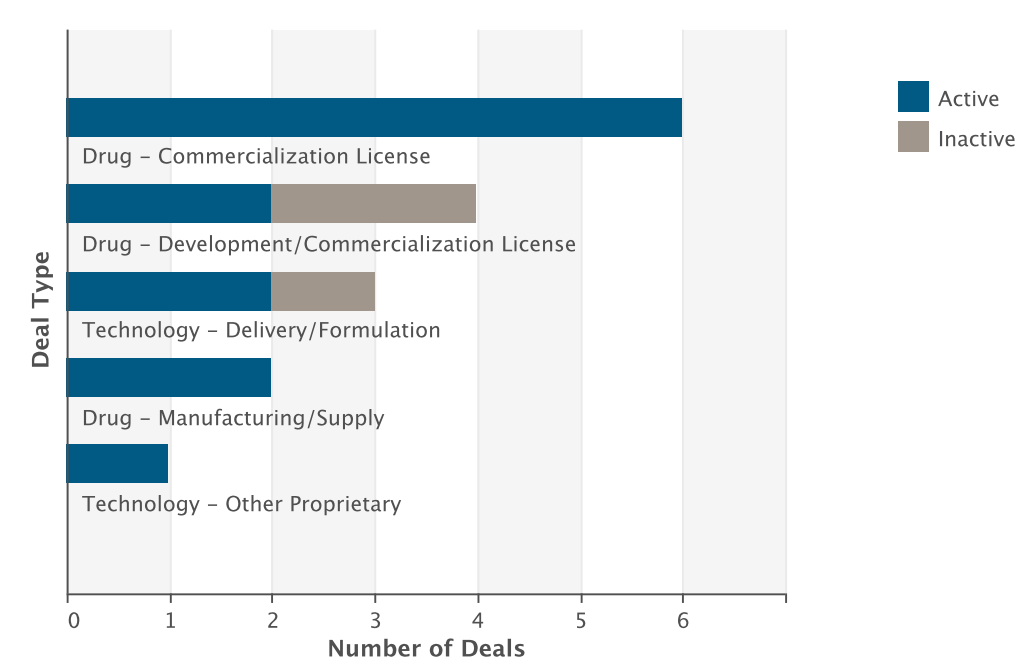 Active
Inactive
Drug – Commercialization License
Drug – Development/Commercialization License
Technology – Delivery/Formulation
Drug – Manufacturing/Supply
Technology – Other Proprietary
Deal Type
0 1 2 3 4 5 6
Number of Deals